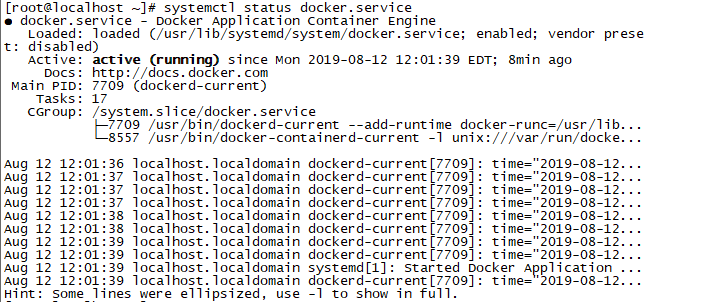 [root@localhost ~]# systemctl status docker.service
● docker.service - Docker Application Container Engine
   Loaded: loaded (/usr/lib/systemd/system/docker.service; enabled; vendor prese
t: disabled)
   Active: active (running) since Mon 2019-08-12 12:01:39 EDT; 8min ago
     Docs: http://docs.docker.com
 Main PID: 7709 (dockerd-current)
    Tasks: 17
   CGroup: /system.slice/docker.service
           ├─7709 /usr/bin/dockerd-current --add-runtime docker-runc=/usr/lib...
           └─8557 /usr/bin/docker-containerd-current -l unix:///var/run/docke...

Aug 12 12:01:36 localhost.localdomain dockerd-current[7709]: time="2019-08-12...
Aug 12 12:01:37 localhost.localdomain dockerd-current[7709]: time="2019-08-12...
Aug 12 12:01:37 localhost.localdomain dockerd-current[7709]: time="2019-08-12...
Aug 12 12:01:37 localhost.localdomain dockerd-current[7709]: time="2019-08-12...
Aug 12 12:01:38 localhost.localdomain dockerd-current[7709]: time="2019-08-12...
Aug 12 12:01:38 localhost.localdomain dockerd-current[7709]: time="2019-08-12...
Aug 12 12:01:39 localhost.localdomain dockerd-current[7709]: time="2019-08-12...
Aug 12 12:01:39 localhost.localdomain dockerd-current[7709]: time="2019-08-12...
Aug 12 12:01:39 localhost.localdomain systemd[1]: Started Docker Application ...
Aug 12 12:01:39 localhost.localdomain dockerd-current[7709]: time="2019-08-12...
Hint: Some lines were ellipsized, use -l to show in full.